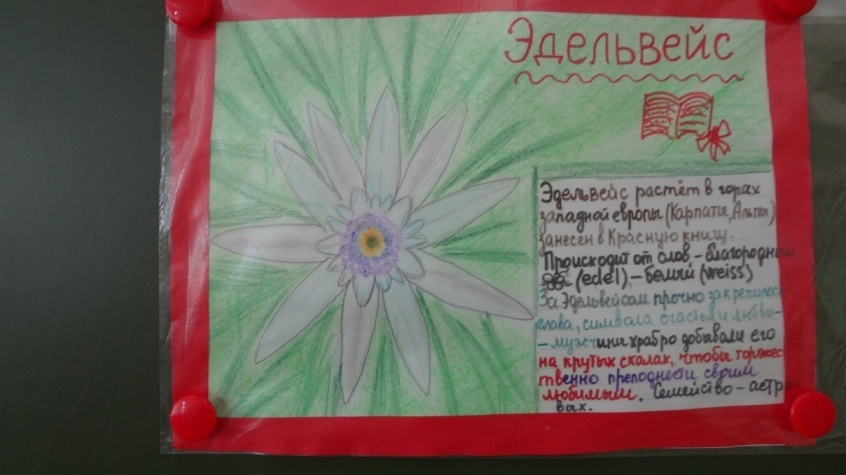 Эдельвейс
Эдельвейс растёт в горах
западной европы (Карпаты, Альпы)
занесен в Красную книгу.
Происходит от слов - благородный
(edel) - белый (weiss)
За Эдельвейсом прочно закрепилась
слава, символа счастья и любви-
- мужчины храбро добывали его
на крутых скалах, чтобы торжес
твенно преподнести своим
любимым. Семейство - астро
вых.